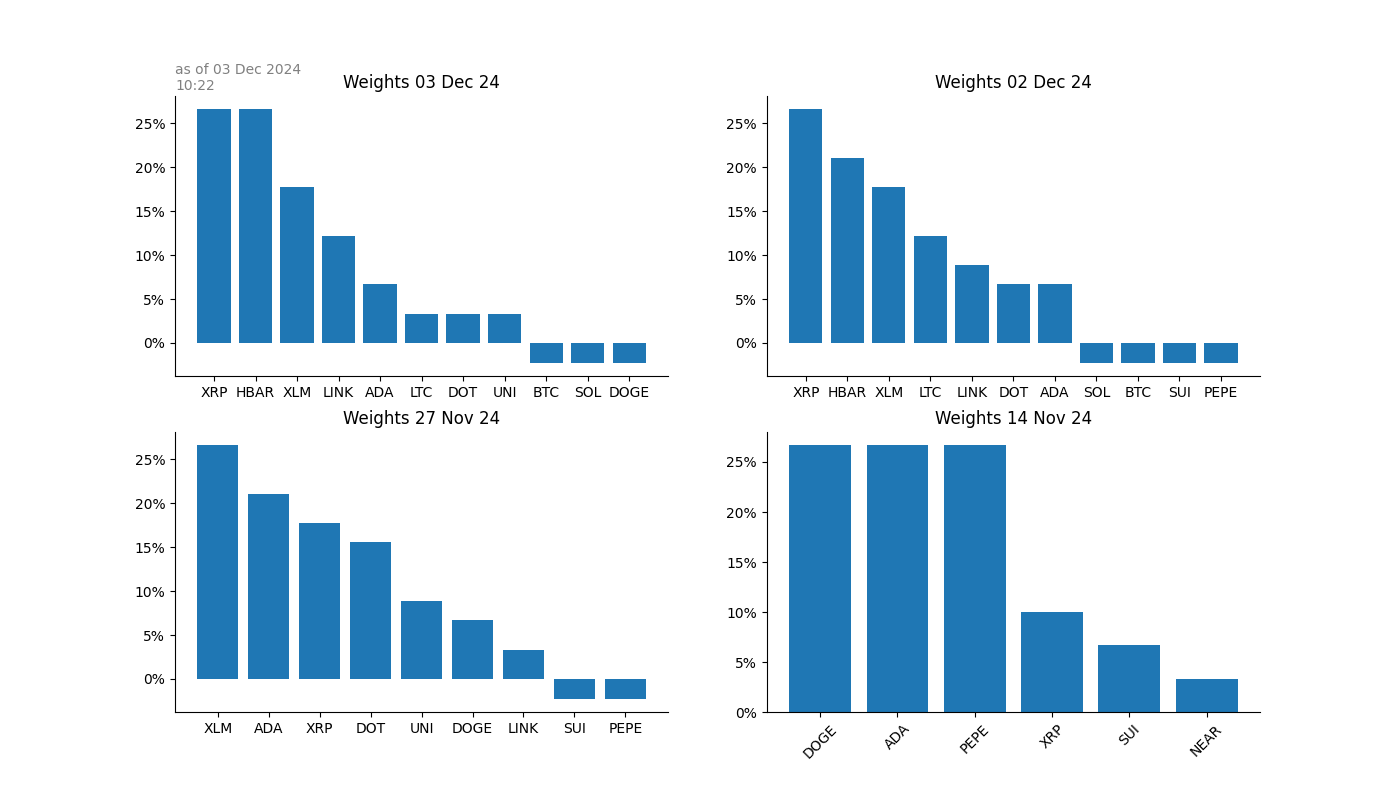 as of 03 Dec 2024
10:22
Weights 03 Dec 24
25%
20%
15%
10%
5%
0%
XRP HBAR XLM LINK ADA LTC DOT UNI BTC SOL DOGE
Weights 02 Dec 24
25%
20%
15%
10%
5%
0%
XRP HBAR XLM LTC LINK DOT ADA SOL BTC SUI PEPE
Weights 27 Nov 24
25%
20%
15%
10%
5%
0%
XLM ADA XRP DOT UNI DOGE LINK SUI PEPE
Weights 14 Nov 24
25%
20%
15%
10%
5%
0%
DOGE ADA PEPE XRP SUI NEAR